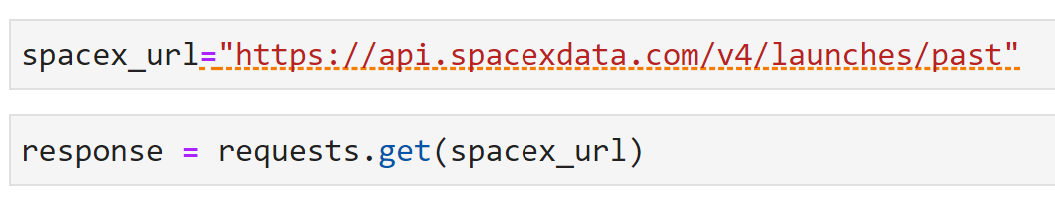 spacex_url="https://api.spacexdata.com/v4/launches/past"
response = requests.get(spacex_url)